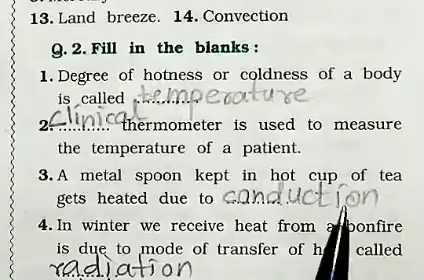 13. Land breeze. 14. Convection
Q. 2. Fill in the blanks :
1. Degree of hotness or coldness of a body
is called temperature
2. Clinical thermometer is used to measure
the temperature of a patient.
3. A metal spoon kept in hot cup of tea
gets heated due to conduction
4. In winter we receive heat from a bonfire
is due to mode of transfer of called
radiation